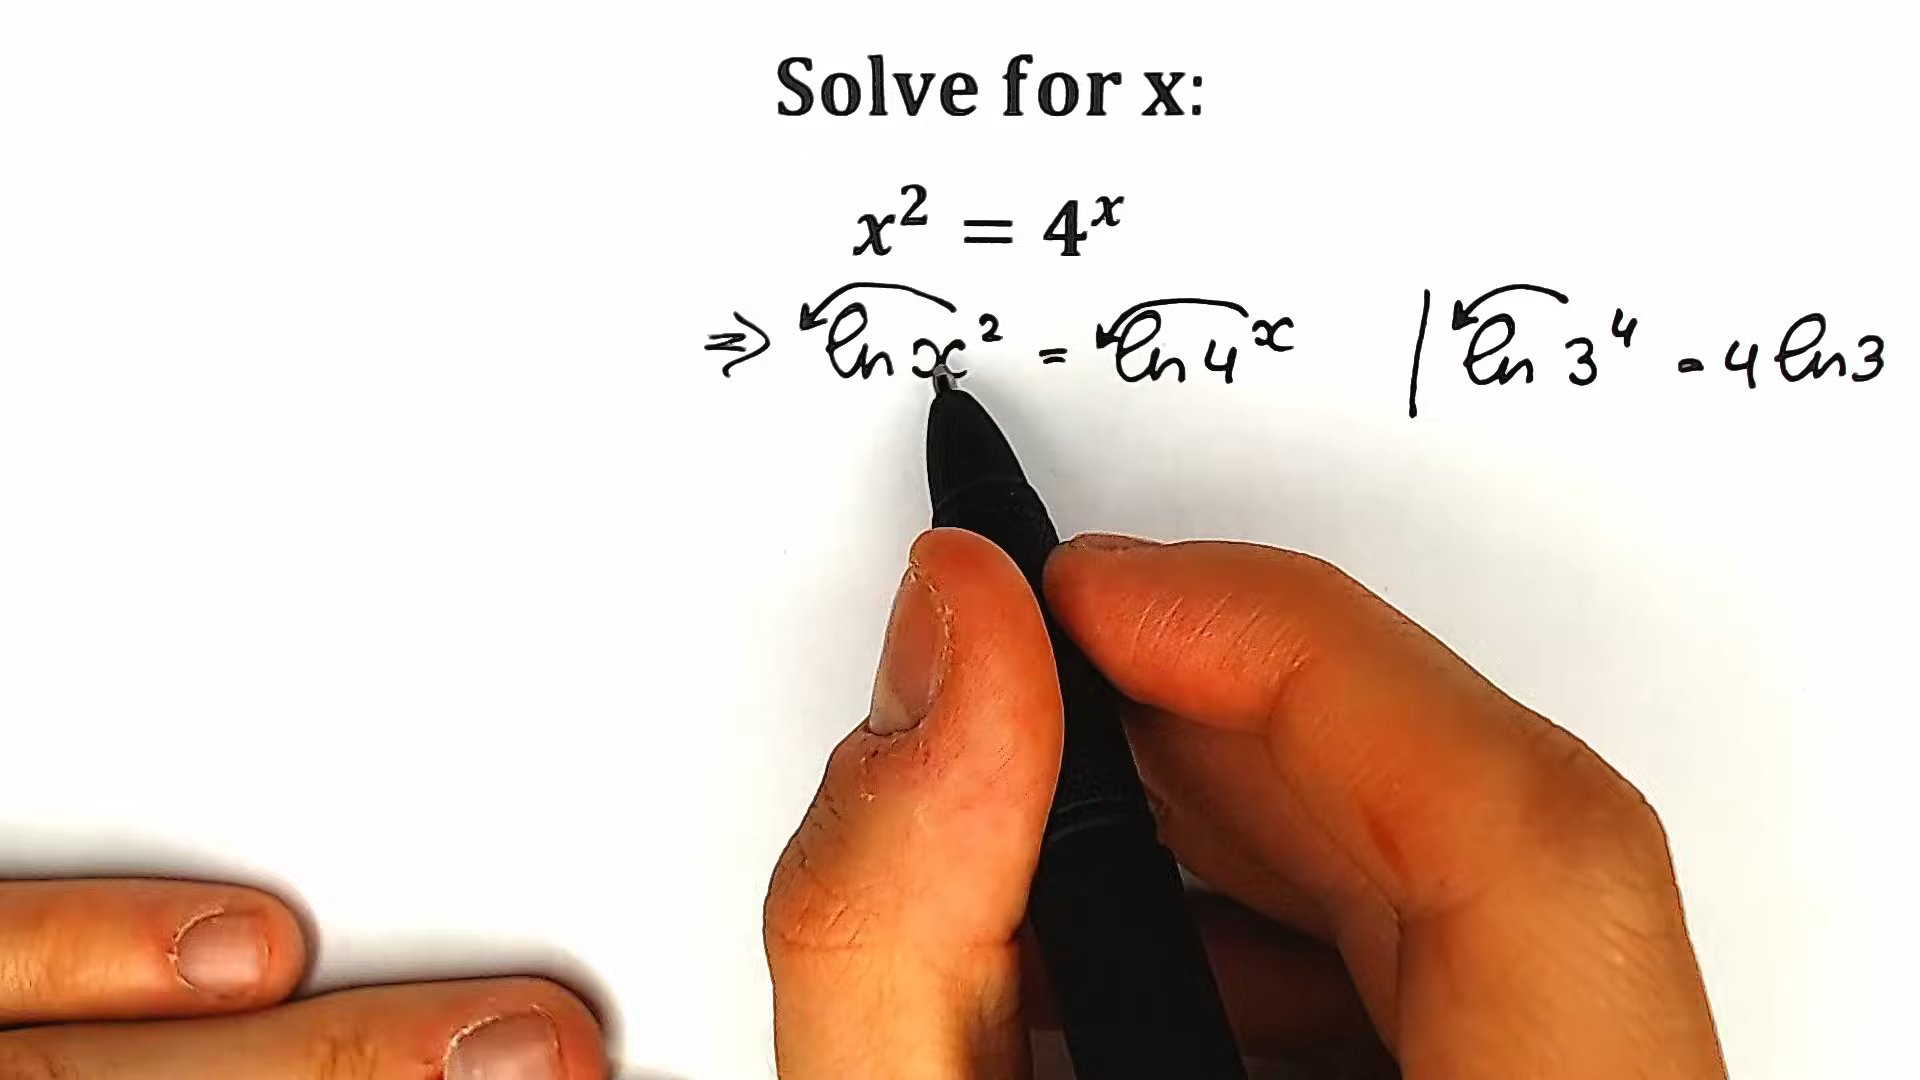 Solve for x:
x² = 4ˣ
⇒ ln x² = ln 4ˣ | ln 3⁴ = 4 ln 3